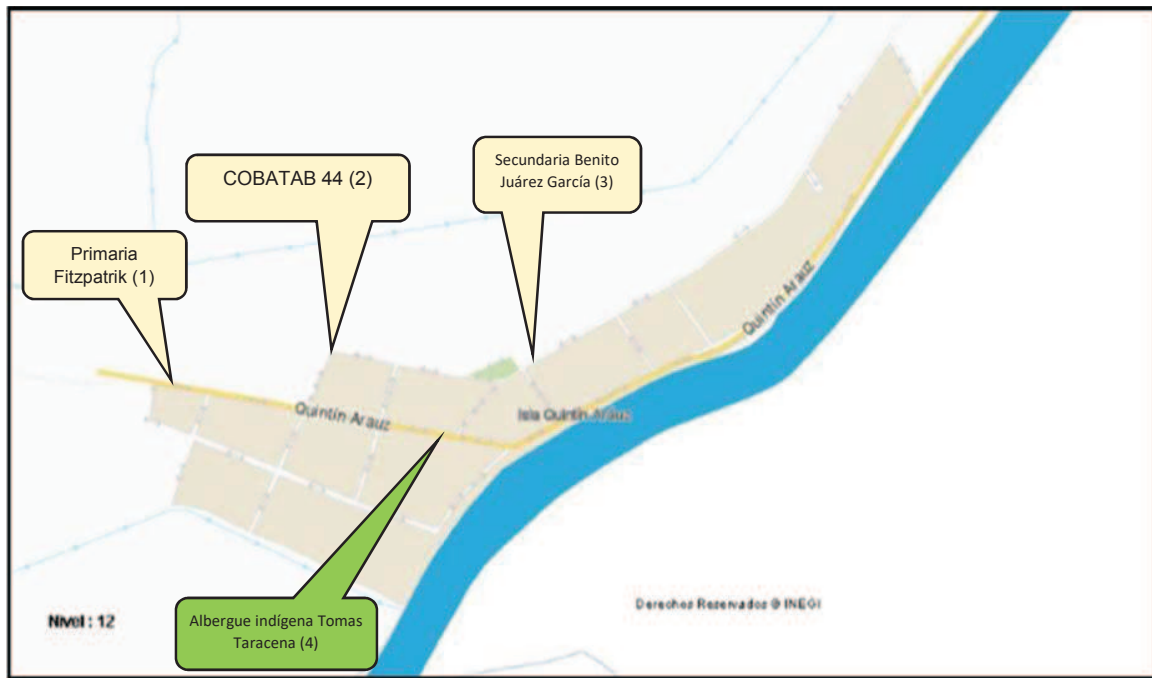 COBATAB 44 (2)
Secundaria Benito
Juárez García (3)
Primaria
Fitzpatrik (1)
Quintín Arauz
Quintín Arauz
Isla Quintín Arauz
Albergue indígena Tomas
Taracena (4)
Nivel : 12
Derechos Reservados @ INEGI